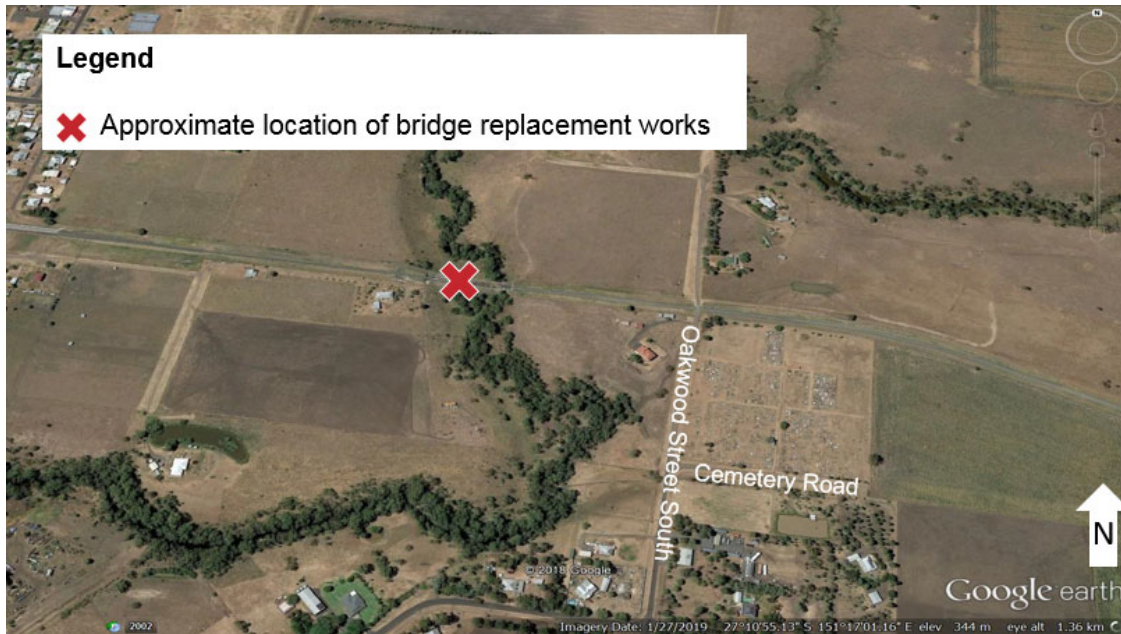 Legend
Approximate location of bridge replacement works
N
Oakwood Street South
Cemetery Road
N
© 2018 Google
Google earth
2002
Imagery Date: 1/27/2019 27°10'55.13" S 151°17'01.16" E elev 344 m eye alt 1.36 km